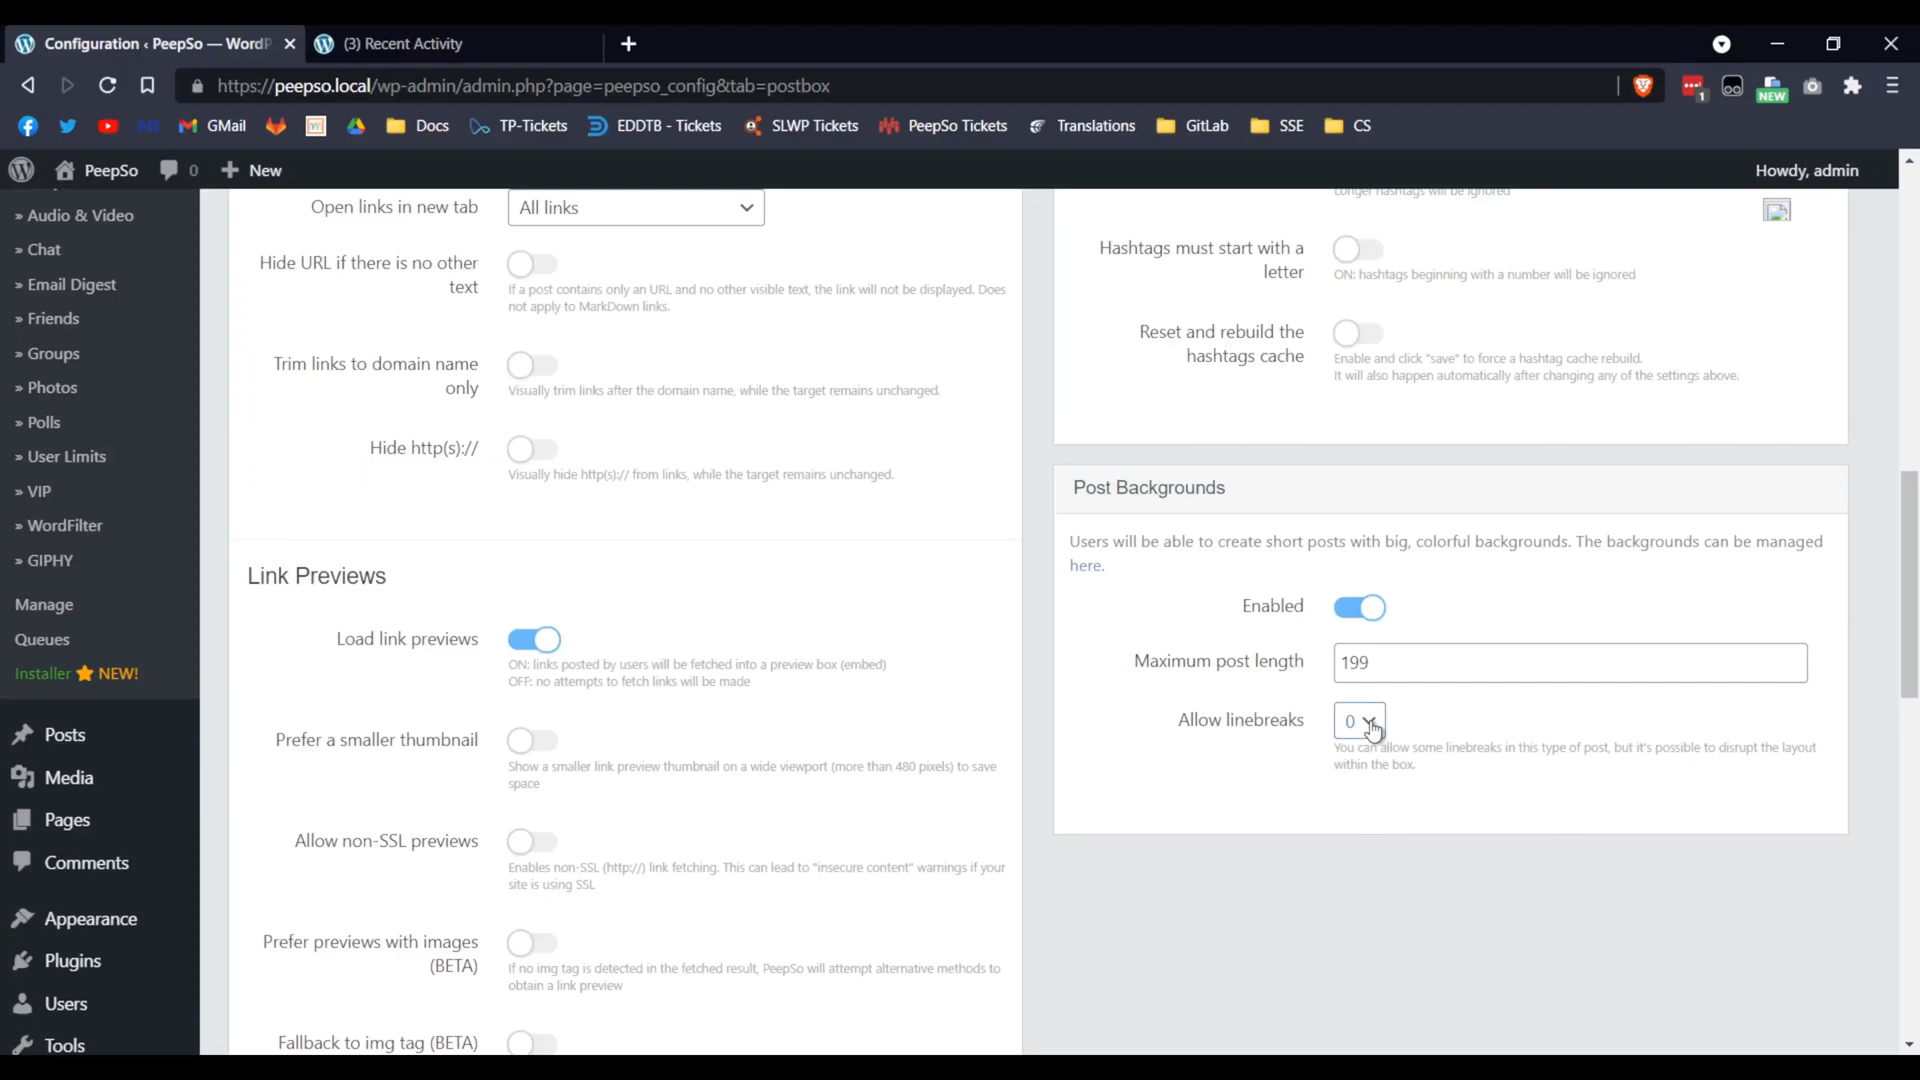 Configuration ‹ PeepSo — WordP
(3) Recent Activity
https://peepso.local/wp-admin/admin.php?page=peepso_config&tab=postbox
1
NEW
GMail
Docs
TP-Tickets
EDDTB - Tickets
SLWP Tickets
PeepSo Tickets
Translations
GitLab
SSE
CS
PeepSo
0
New
Howdy, admin
» Audio & Video
» Chat
» Email Digest
» Friends
» Groups
» Photos
» Polls
» User Limits
» VIP
» WordFilter
» GIPHY
Manage
Queues
Installer ⭐ NEW!
Posts
Media
Pages
Comments
Appearance
Plugins
Users
Tools
Open links in new tab
All links
Hide URL if there is no other
text
If a post contains only an URL and no other visible text, the link will not be displayed. Does
not apply to MarkDown links.
Trim links to domain name
only
Visually trim links after the domain name, while the target remains unchanged.
Hide http(s)://
Visually hide http(s):// from links, while the target remains unchanged.
Link Previews
Load link previews
ON: links posted by users will be fetched into a preview box (embed)
OFF: no attempts to fetch links will be made
Prefer a smaller thumbnail
Show a smaller link preview thumbnail on a wide viewport (more than 480 pixels) to save
space
Allow non-SSL previews
Enables non-SSL (http://) link fetching. This can lead to "insecure content" warnings if your
site is using SSL
Prefer previews with images
(BETA)
If no img tag is detected in the fetched result, PeepSo will attempt alternative methods to
obtain a link preview
Fallback to img tag (BETA)
Longer hashtags will be ignored
Hashtags must start with a
letter
ON: hashtags beginning with a number will be ignored
Reset and rebuild the
hashtags cache
Enable and click "save" to force a hashtag cache rebuild.
It will also happen automatically after changing any of the settings above.
Post Backgrounds
Users will be able to create short posts with big, colorful backgrounds. The backgrounds can be managed
here.
Enabled
Maximum post length
199
Allow linebreaks
0
You can allow some linebreaks in this type of post, but it's possible to disrupt the layout
within the box.